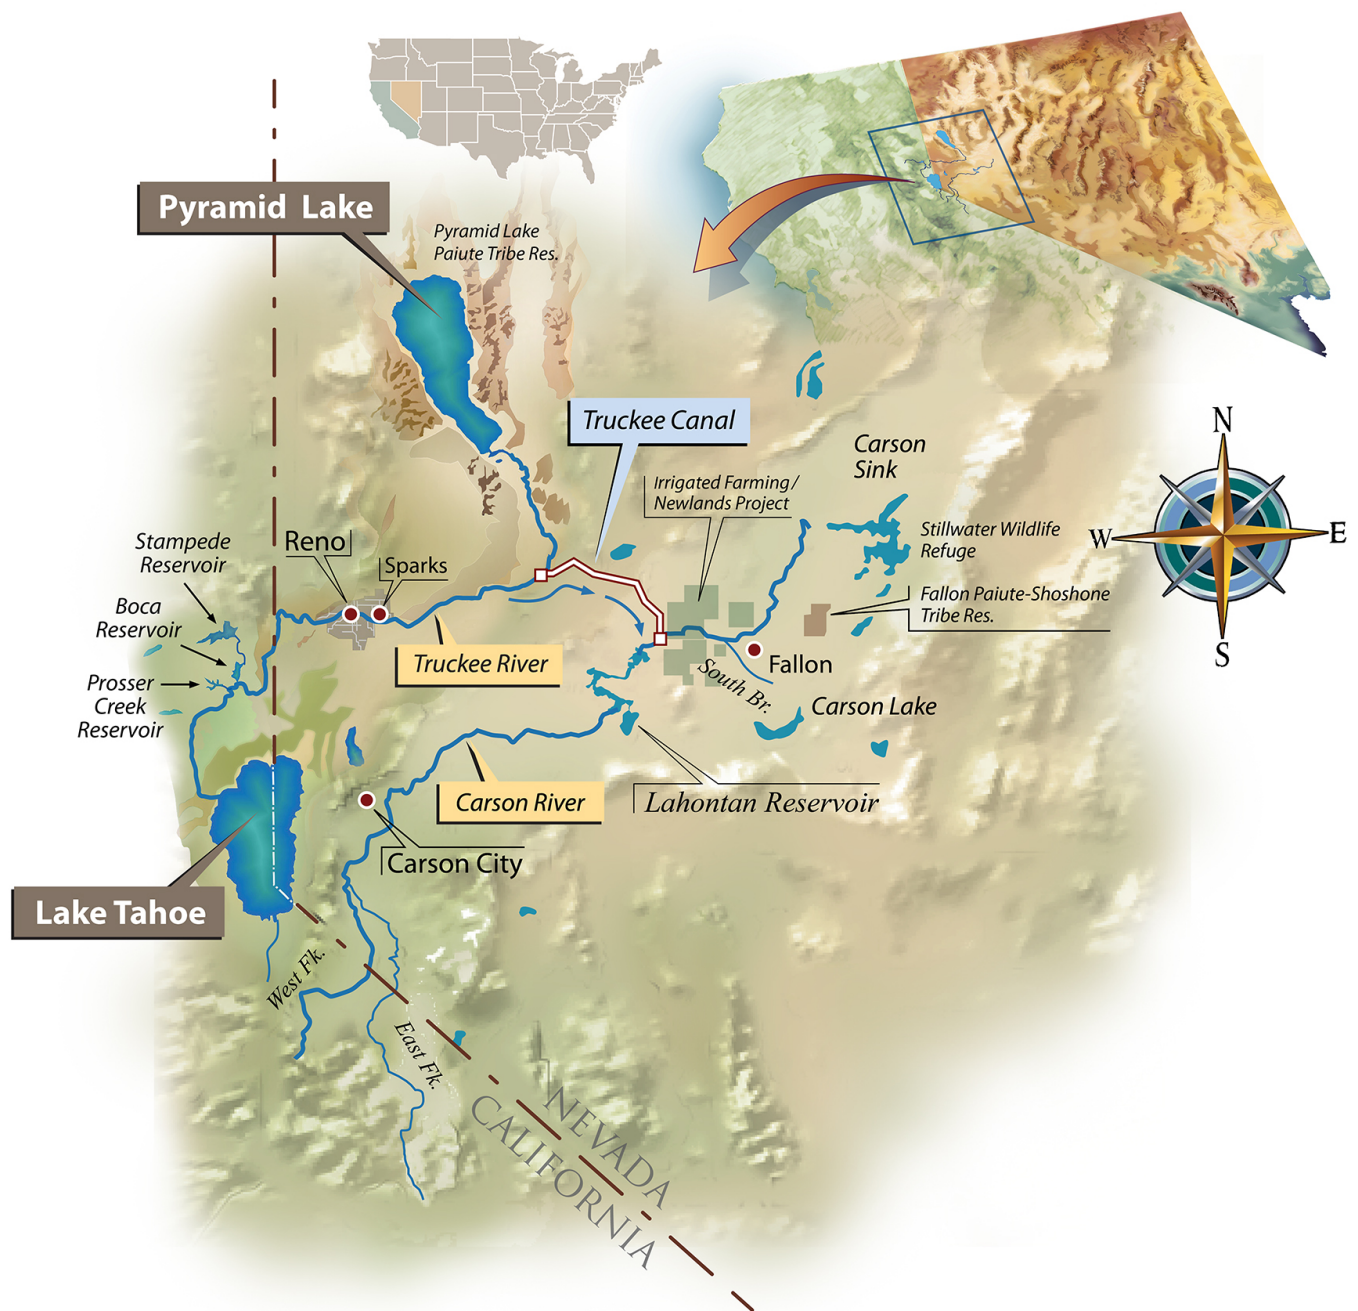 Pyramid Lake
Pyramid Lake
Paiute Tribe Res.
Truckee Canal
Carson
Sink
Irrigated Farming/
Newlands Project
Stillwater Wildlife
Refuge
Fallon Paiute-Shoshone
Tribe Res.
N
W
E
S
Stampede
Reservoir
Reno
Sparks
Boca
Reservoir
Prosser
Creek
Reservoir
Truckee River
Fallon
South Br.
Carson Lake
Carson River
Lahontan Reservoir
Carson City
Lake Tahoe
West Fk.
East Fk.
NEVADA
CALIFORNIA